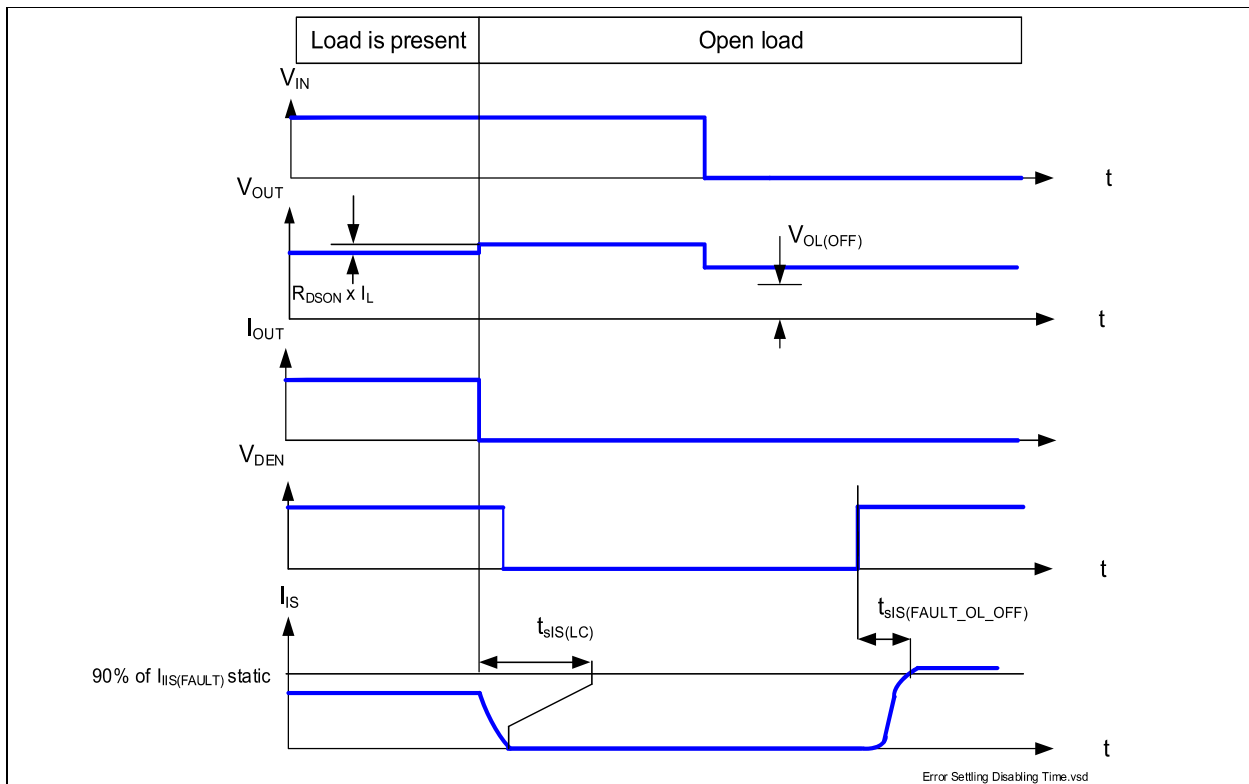 Load is present
Open load
VIN
t
VOUT
VOL(OFF)
RDSON x IL
t
IOUT
VDEN
t
IIS
tsIS(LC)
tsIS(FAULT_OL_OFF)
90% of IIIS(FAULT) static
t
Error Settling Disabling Time.vsd